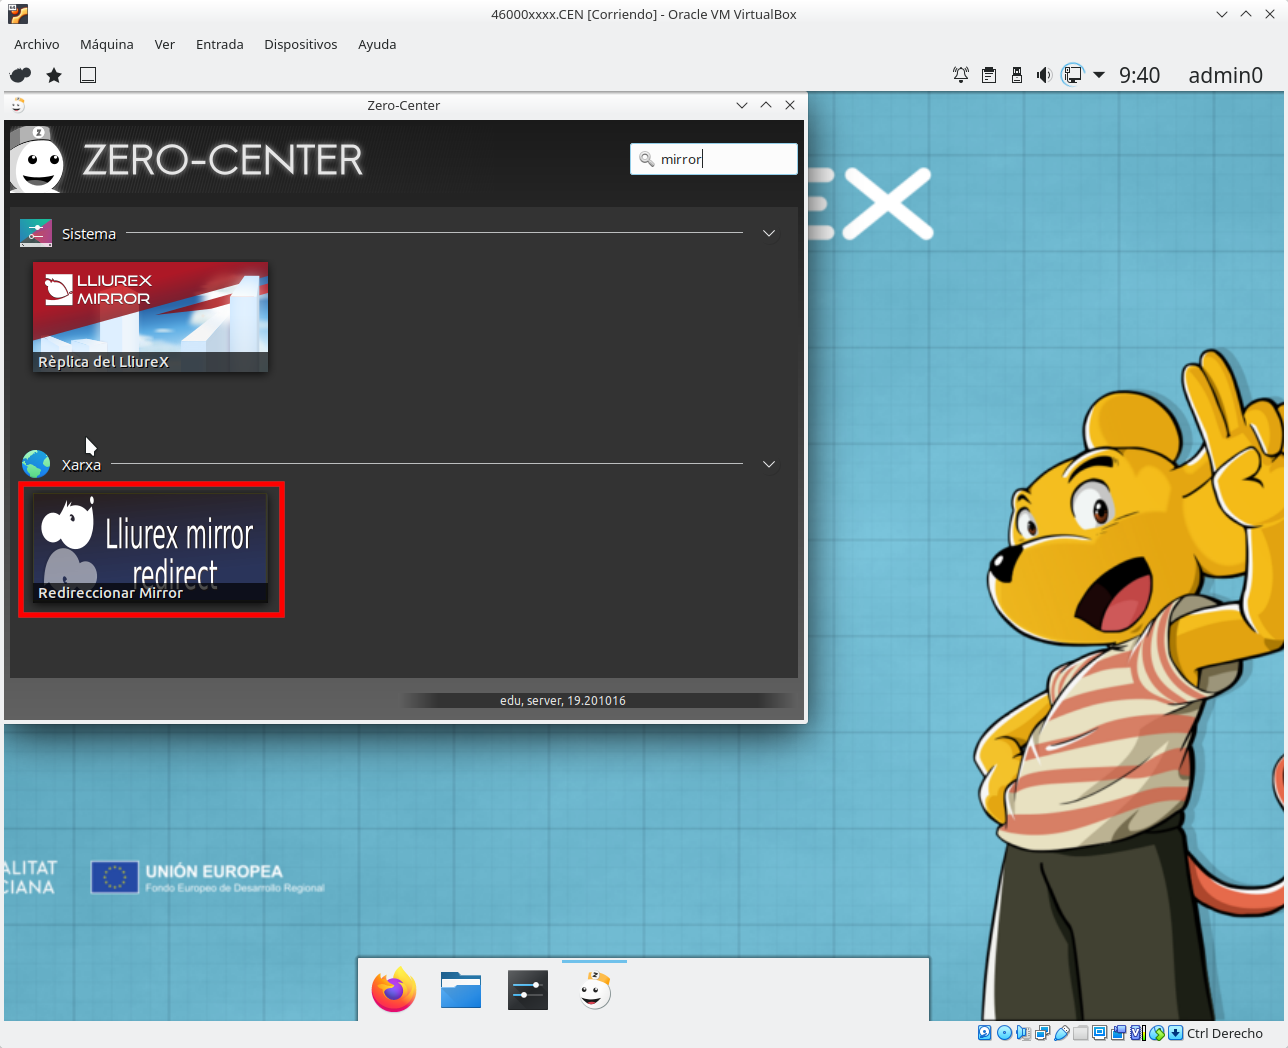 46000xxxx.CEN [Corriendo] - Oracle VM VirtualBox
Archivo Máquina Ver Entrada Dispositivos Ayuda
9:40 admin0
Zero-Center
Z
ZERO-CENTER
mirror
EX
Sistema
LLIUREX
MIRROR
Rèplica del LliureX
Xarxa
Lliurex mirror
redirect
Redireccionar Mirror
edu, server, 19.201016
ALITAT
CIANA
UNIÓN EUROPEA
Fondo Europeo de Desarrollo Regional
Z
Ctrl Derecho